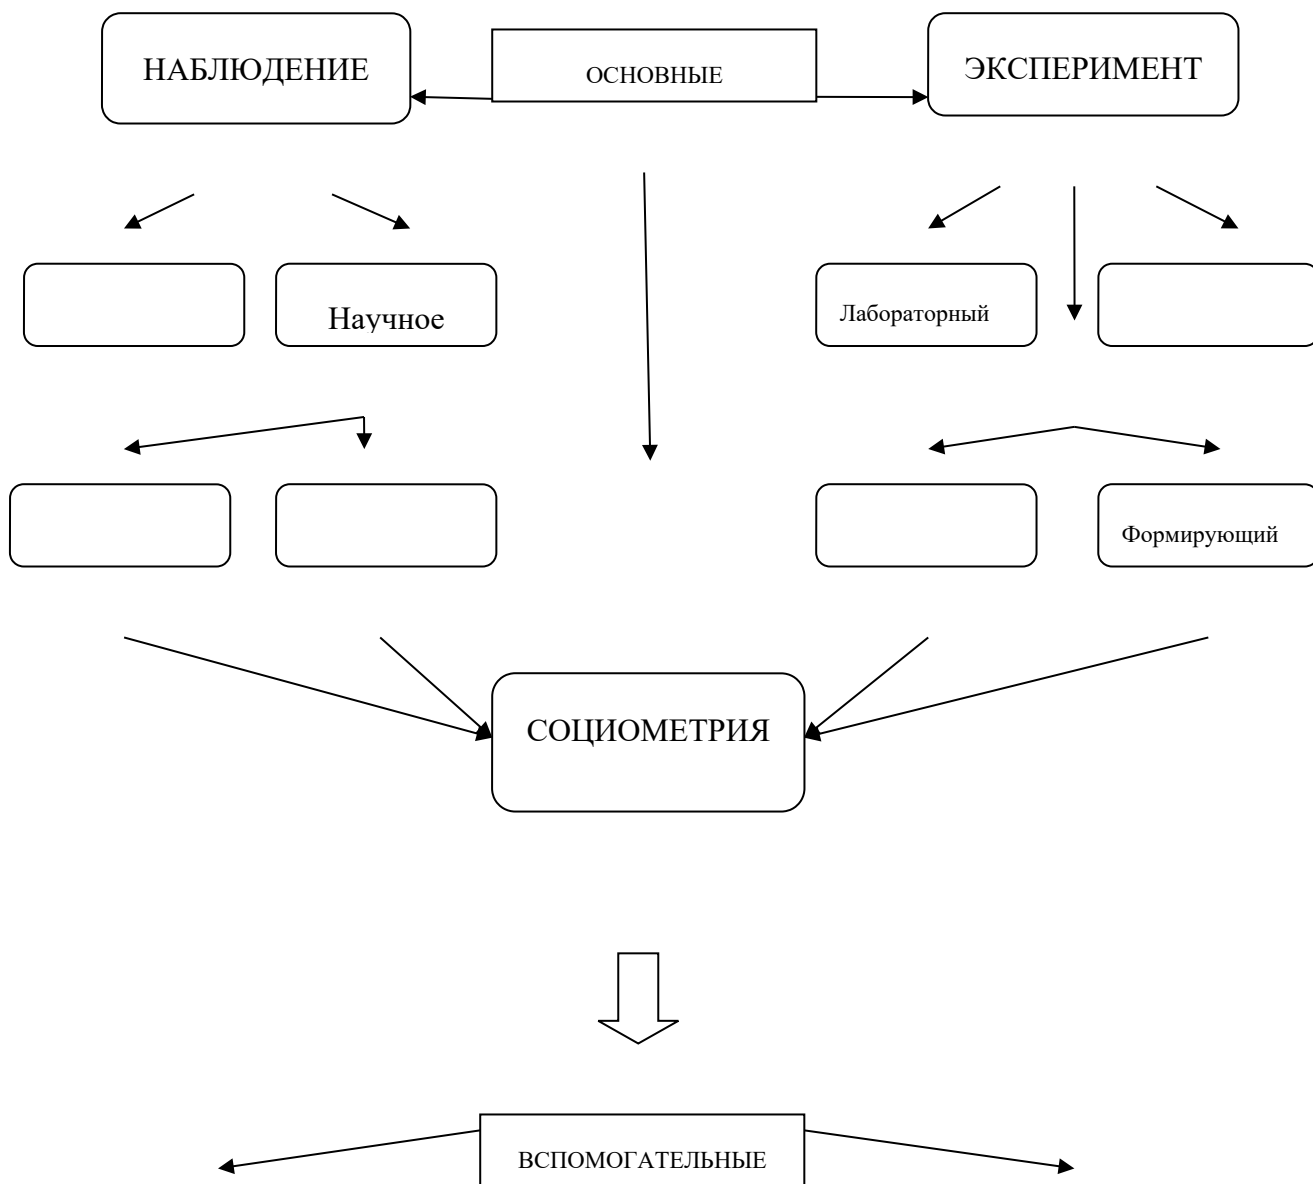 НАБЛЮДЕНИЕ
ОСНОВНЫЕ
ЭКСПЕРИМЕНТ
Научное
Лабораторный
Формирующий
СОЦИОМЕТРИЯ
ВСПОМОГАТЕЛЬНЫЕ